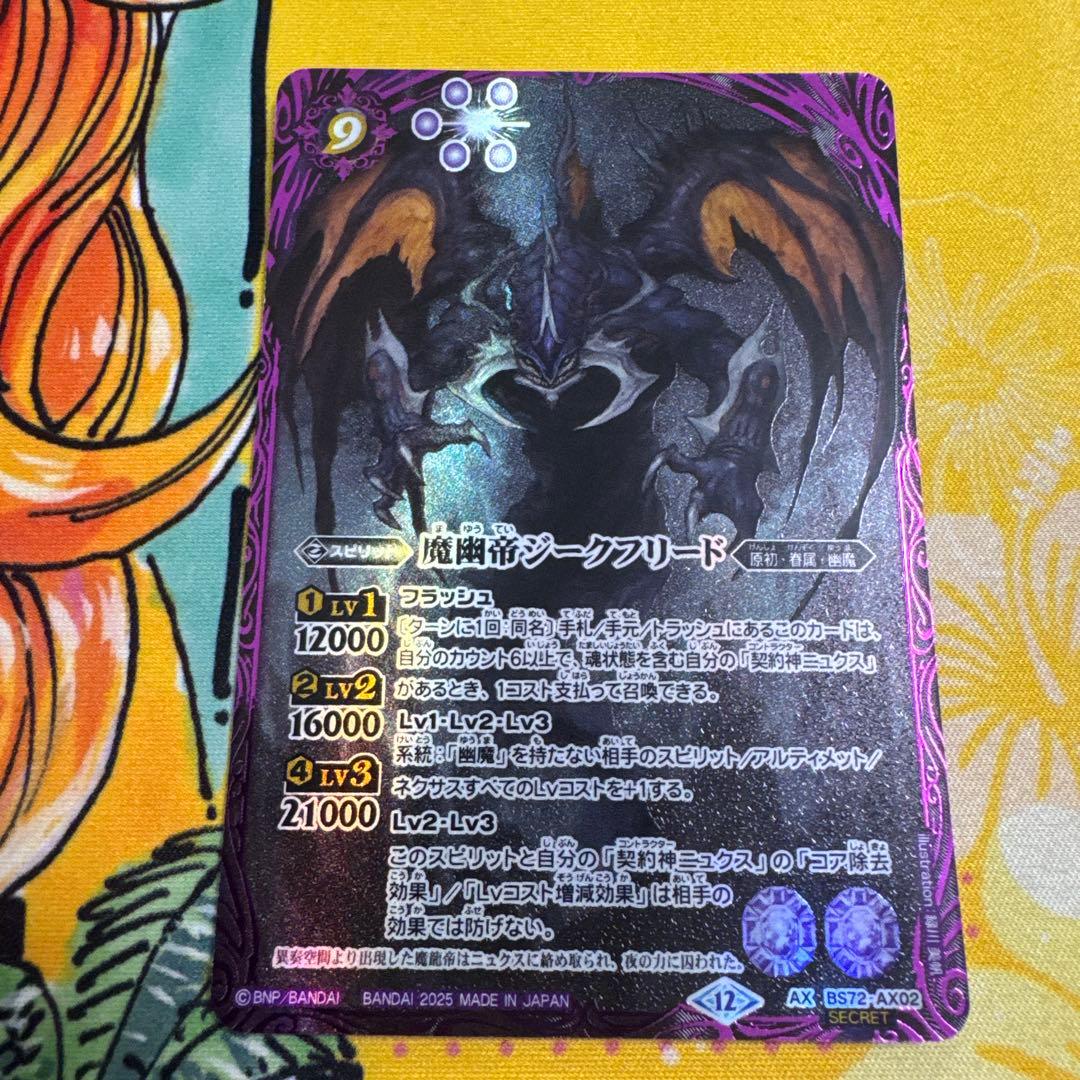 9
スピリット 魔幽帝ジークフリード 原初・眷属・幽魔
ま ゆう てい
1 LV1
12000
2 LV2
16000
4 LV3
21000
フラッシュ
〔ターンに1回:同名〕手札/手元/トラッシュにあるこのカードは、
自分のカウント6以上で、魂状態を含む自分の「契約神ニュクス」
があるとき、1コスト支払って召喚できる。
Lv1・Lv2・Lv3
系統:「幽魔」を持たない相手のスピリット/アルティメット/
ネクサスすべてのLvコストを+1する。
Lv2・Lv3
このスピリットと自分の「契約神ニュクス」の「コア除去
効果」/「Lvコスト増減効果」は相手の
効果では防げない。
異奏空間より出現した魔龍帝はニュクスに絡め取られ、夜の力に囚われた。
©BNP/BANDAI BANDAI 2025 MADE IN JAPAN
12
AX BS72-AX02
SECRET
Illustration